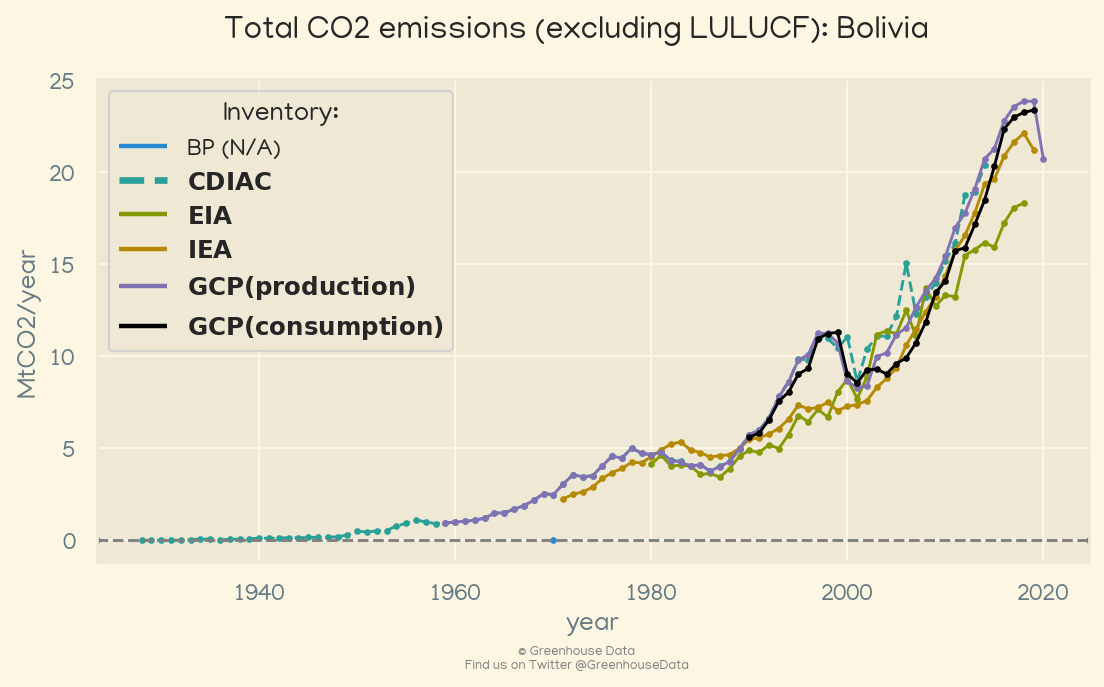 Total CO2 emissions (excluding LULUCF): Bolivia
25
20
15
10
5
0
MtCO2/year
Inventory:
BP (N/A)
CDIAC
EIA
IEA
GCP(production)
GCP(consumption)
1940 1960 1980 2000 2020
year
© Greenhouse Data
Find us on Twitter @GreenhouseData